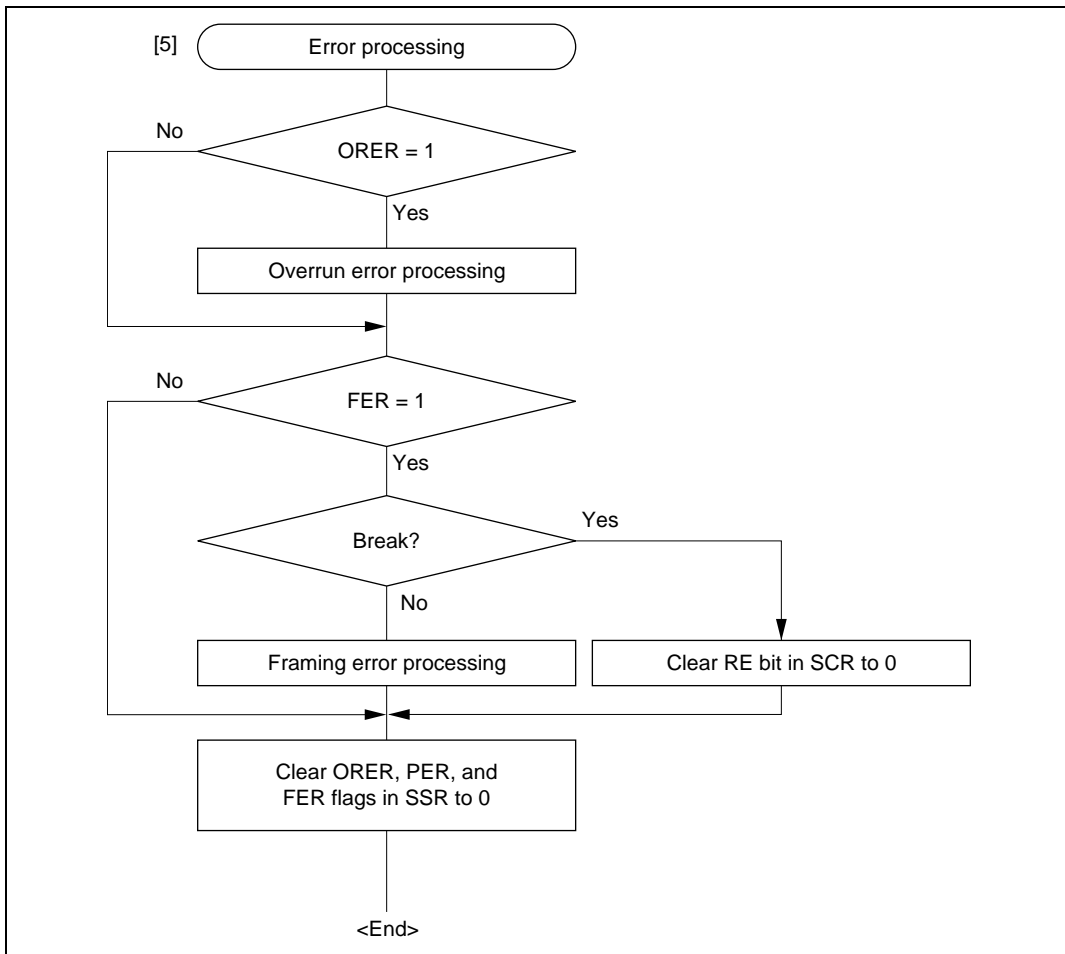 [5]
Error processing
No
ORER = 1
Yes
Overrun error processing
No
FER = 1
Yes
Break?
Yes
No
Framing error processing
Clear RE bit in SCR to 0
Clear ORER, PER, and
FER flags in SSR to 0
<End>